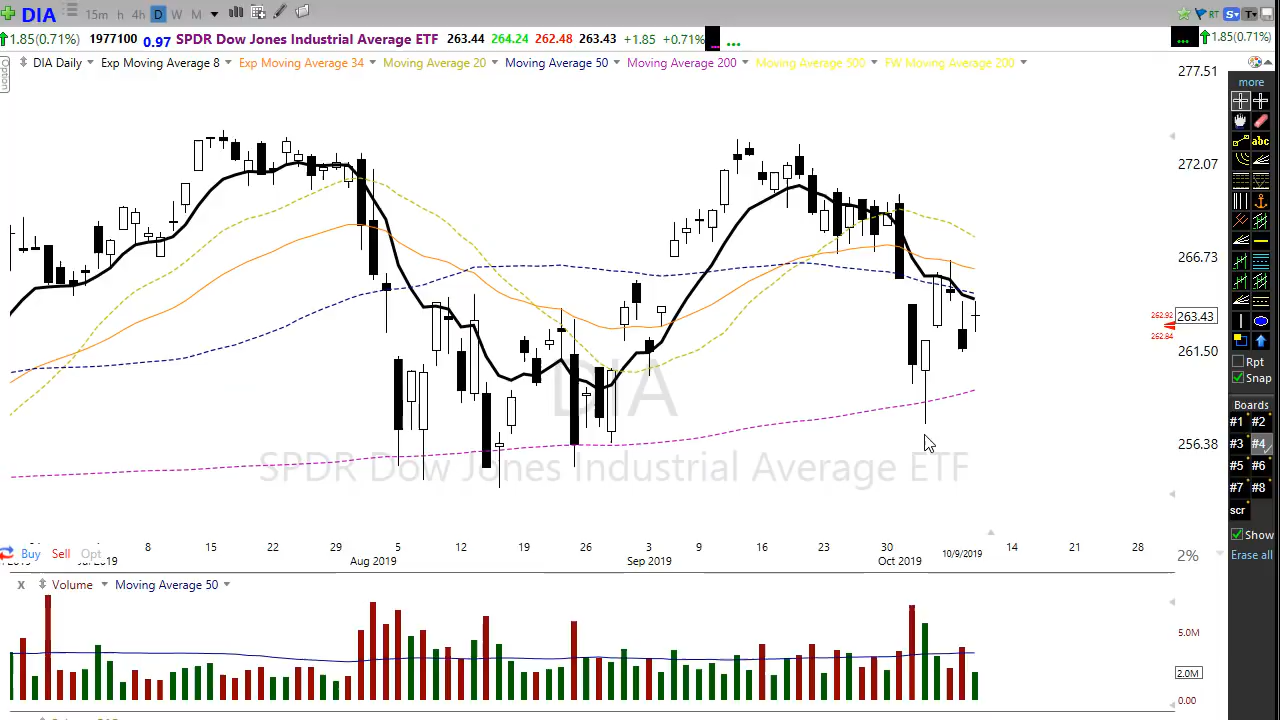 DIA 15m h 4h D W M RT S T
1.85(0.71%) 1977100 0.97 SPDR Dow Jones Industrial Average ETF 263.44 264.24 262.48 263.43 +1.85 +0.71% ... ... 1.85(0.71%)
Option
DIA Daily Exp Moving Average 8 Exp Moving Average 34 Moving Average 20 Moving Average 50 Moving Average 200 Moving Average 500 FW Moving Average 200
277.51
272.07
266.73
262.92
263.43
262.84
261.50
256.38
DIA
SPDR Dow Jones Industrial Average ETF
more
abc
Rpt
Snap
Boards
#1 #2
#3 #4
#5 #6
#7 #8
scr
Show
Erase all
8 15 22 29 5 12 19 26 3 9 16 23 30 10/9/2019 14 21 28
2019 Aug 2019 Sep 2019 Oct 2019
Buy Sell Opt
2%
X Volume Moving Average 50
5.0M
2.0M
0.00